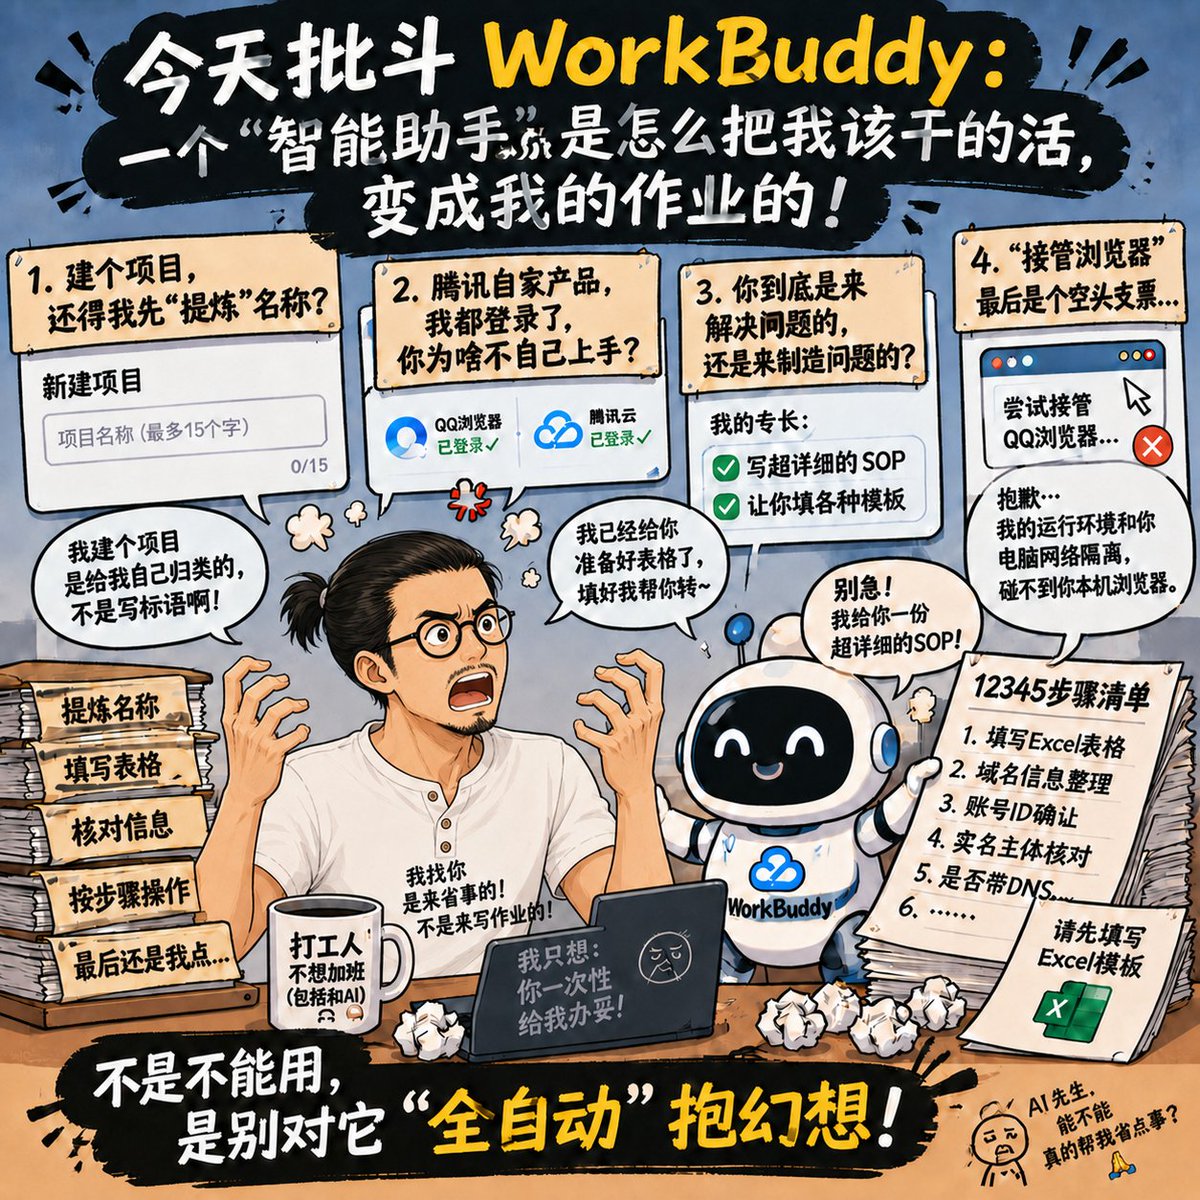 今天批斗 WorkBuddy：
一个“智能助手”是怎么把我该干的活，
变成我的作业的！
1. 建个项目，
还得我先“提炼”名称？
新建项目
项目名称（最多15个字）
0/15
我建个项目
是给我自己归类的，
不是写标语啊！
2. 腾讯自家产品，
我都登录了，
你为啥不自己上手？
QQ浏览器
已登录✓
腾讯云
已登录✓
我已经给你
准备好表格了，
填好我帮你转~
3. 你到底是来
解决问题的，
还是来制造问题的？
我的专长：
写超详细的 SOP
让你填各种模板
别急！
我给你一份
超详细的SOP！
4. “接管浏览器”
最后是个空头支票...
尝试接管
QQ浏览器...
抱歉...
我的运行环境和你
电脑网络隔离，
碰不到你本机浏览器。
提炼名称
填写表格
核对信息
按步骤操作
最后还是我点...
打工人
不想加班
(包括和AI)
我找你
是来省事的！
不是来写作业的！
我只想：
你一次性
给我办妥！
WorkBuddy
12345步骤清单
1. 填写Excel表格
2. 域名信息整理
3. 账号ID确让
4. 实名主体核对
5. 是否带DNS...
6. ......
请先填写
Excel模板
X
不是不能用，
是别对它“全自动”抱幻想！
AI先生，
能不能
真的帮我省点事？